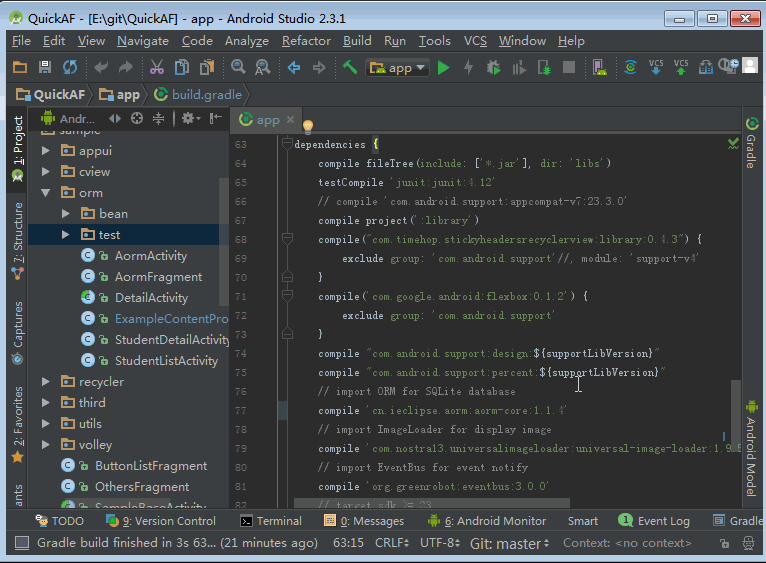 QuickAF - [E:\git\QuickAF] - app - Android Studio 2.3.1
File Edit View Navigate Code Analyze Refactor Build Run Tools VCS Window Help
app VCS VCS
QuickAF app build.gradle
1: Project
7: Structure
Captures
2: Favorites
ants
Andr...
sample
appui
cview
orm
bean
test
AormActivity
AormFragment
DetailActivity
ExampleContentPro
StudentDetailActivity
StudentListActivity
recycler
third
utils
volley
ButtonListFragment
OthersFragment
SampleBaseActivity
app
63 dependencies {
64 compile fileTree(include: ['*.jar'], dir: 'libs')
65 testCompile 'junit:junit:4.12'
66 // compile 'com.android.support:appcompat-v7:23.3.0'
67 compile project(':library')
68 compile("com.timehop.stickyheadersrecyclerview:library:0.4.3") {
69 exclude group: 'com.android.support'//, module: 'support-v4'
70 }
71 compile('com.google.android:flexbox:0.1.2') {
72 exclude group: 'com.android.support'
73 }
74 compile "com.android.support:design:${supportLibVersion}"
75 compile "com.android.support:percent:${supportLibVersion}"
76 // import ORM for SQLite database
77 compile 'cn.ieclipse.aorm:aorm-core:1.1.4'
78 // import ImageLoader for display image
79 compile 'com.nostra13.universalimageloader:universal-image-loader:1.9.5
80 // import EventBus for event notify
81 compile 'org.greenrobot:eventbus:3.0.0'
82 // target sdk >= 23
Gradle
Android Model
TODO 9: Version Control Terminal 0: Messages 6: Android Monitor Smart 1 Event Log Gradle
Gradle build finished in 3s 63... (21 minutes ago) 63:15 CRLF UTF-8 Git: master Context: <no context>